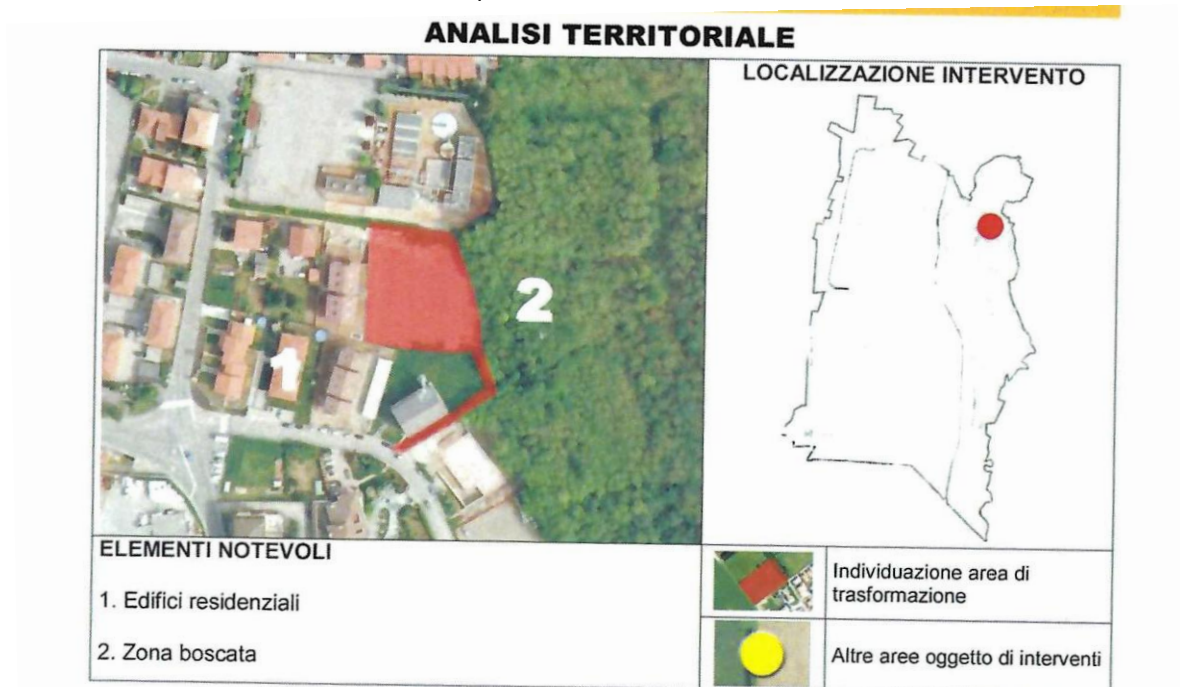 ANALISI TERRITORIALE
LOCALIZZAZIONE INTERVENTO
2
1
ELEMENTI NOTEVOLI
1. Edifici residenziali
2. Zona boscata
Individuazione area di
trasformazione
Altre aree oggetto di interventi